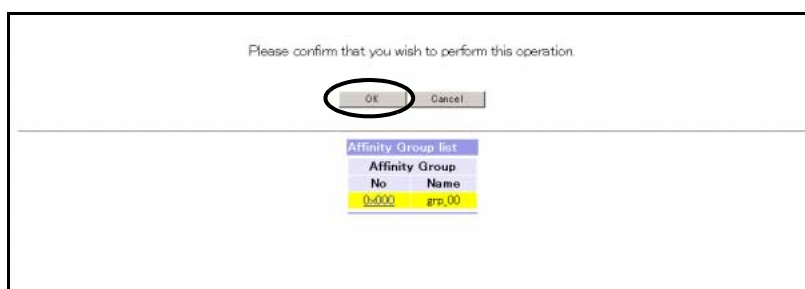 Please confirm that you wish to perform this operation.
OK Cancel
Affinity Group list
Affinity Group
No Name
0x000 grp_00